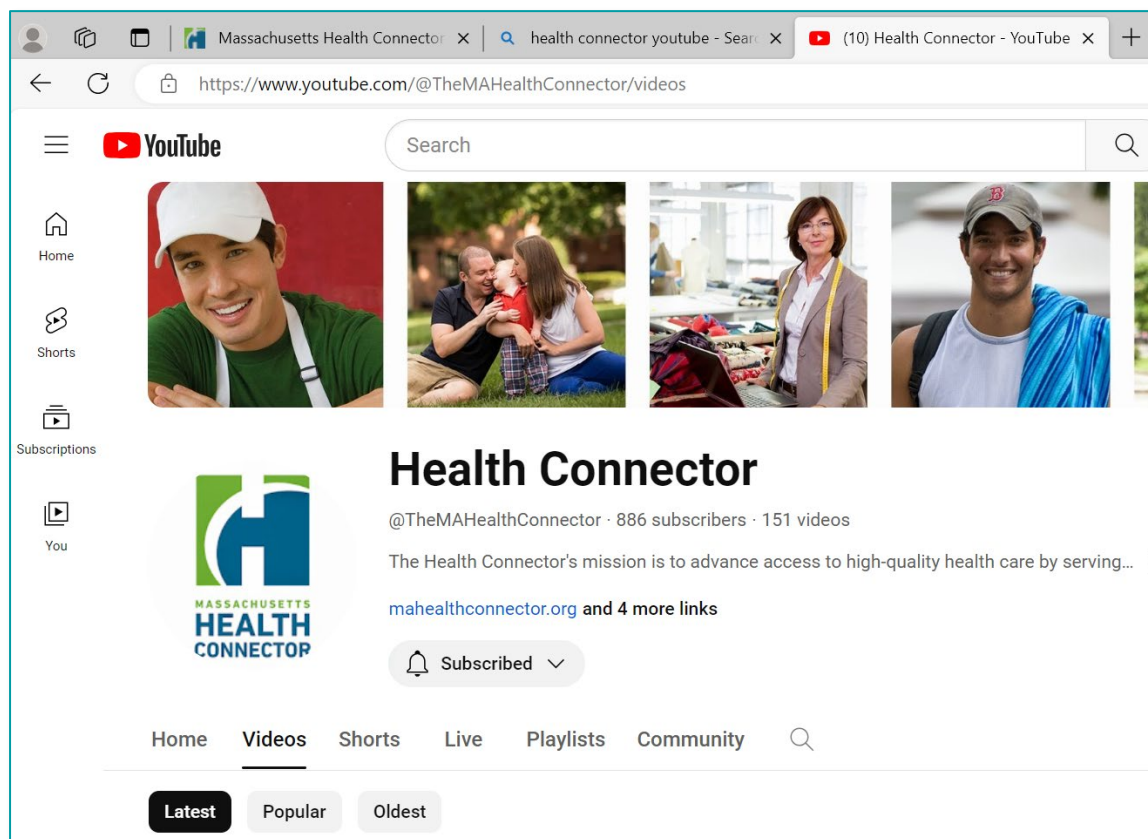 Massachusetts Health Connector
health connector youtube - Sear
(10) Health Connector - YouTube
https://www.youtube.com/@TheMAHealthConnector/videos
YouTube
Search
B
Home
Shorts
Subscriptions
You
Health Connector
@TheMAHealthConnector · 886 subscribers · 151 videos
The Health Connector's mission is to advance access to high-quality health care by serving...
mahealthconnector.org and 4 more links
Subscribed
MASSACHUSETTS
HEALTH
CONNECTOR
Home Videos Shorts Live Playlists Community
Latest Popular Oldest